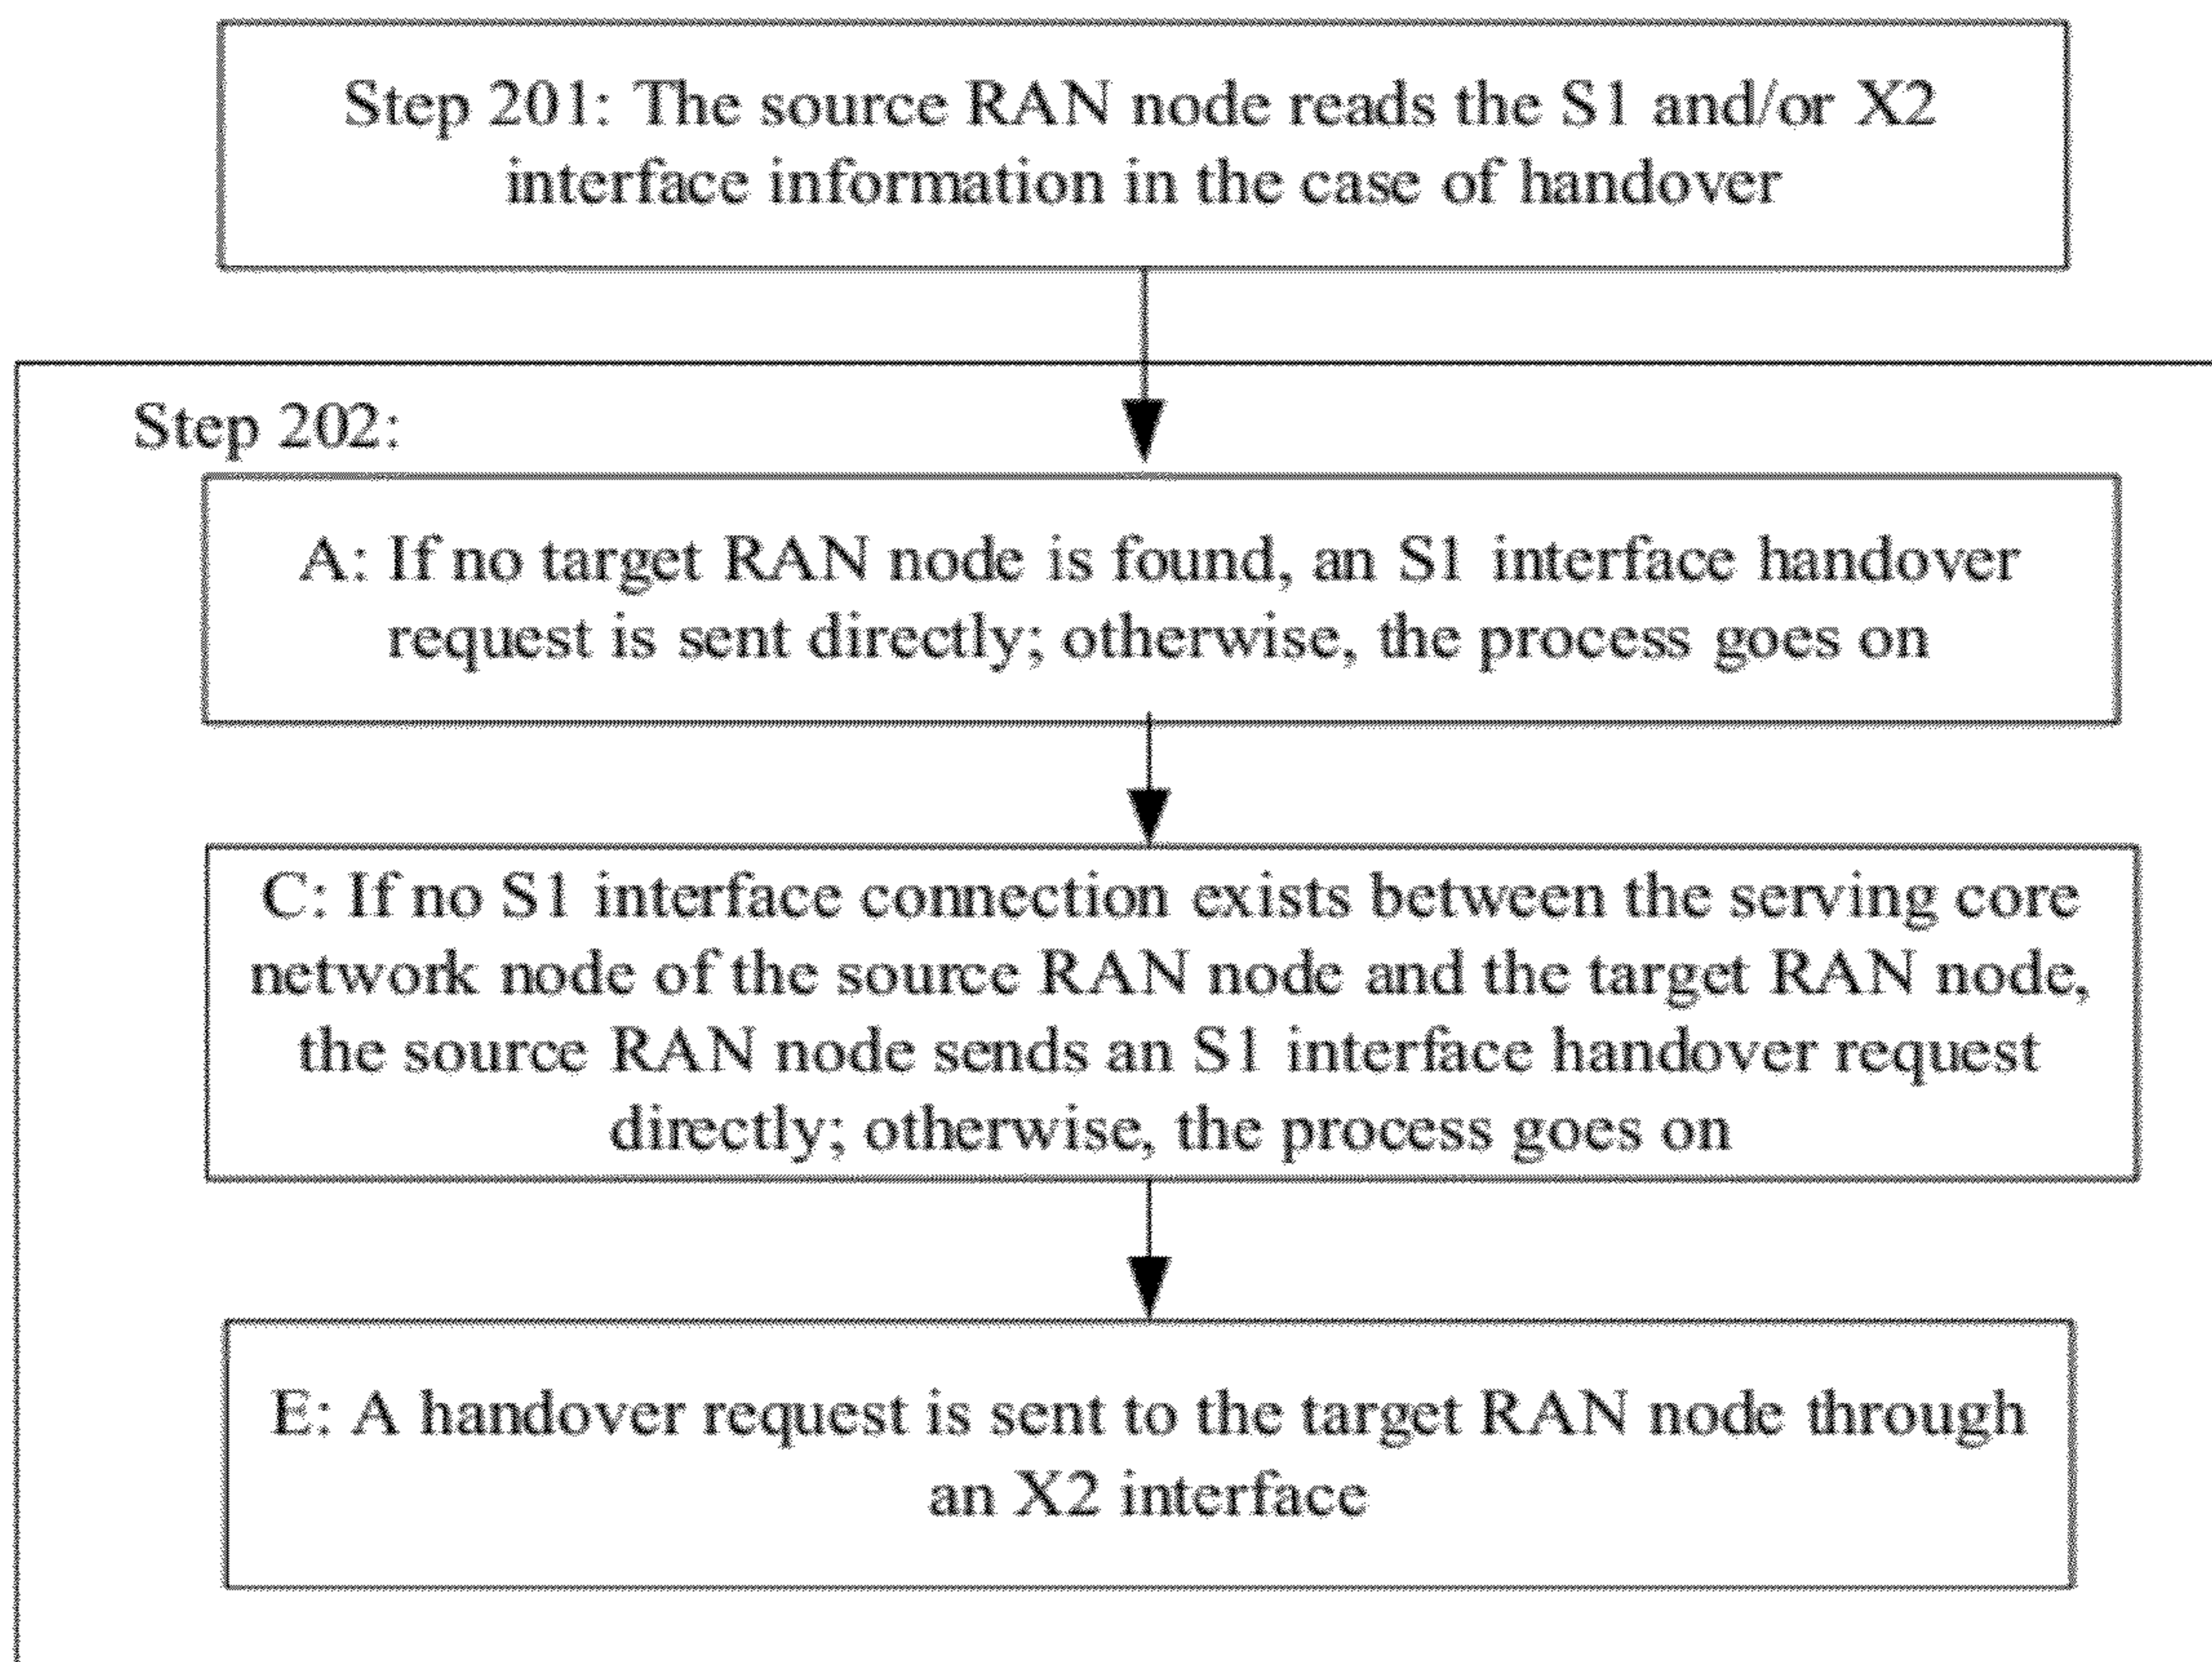 Step 201: The source RAN node reads the S1 and/or X2
interface information in the case of handover
Step 202:
A: If no target RAN node is found, an S1 interface handover
request is sent directly; otherwise, the process goes on
C: If no S1 interface connection exists between the serving core
network node of the source RAN node and the target RAN node,
the source RAN node sends an S1 interface handover request
directly; otherwise, the process goes on
E: A handover request is sent to the target RAN node through
an X2 interface